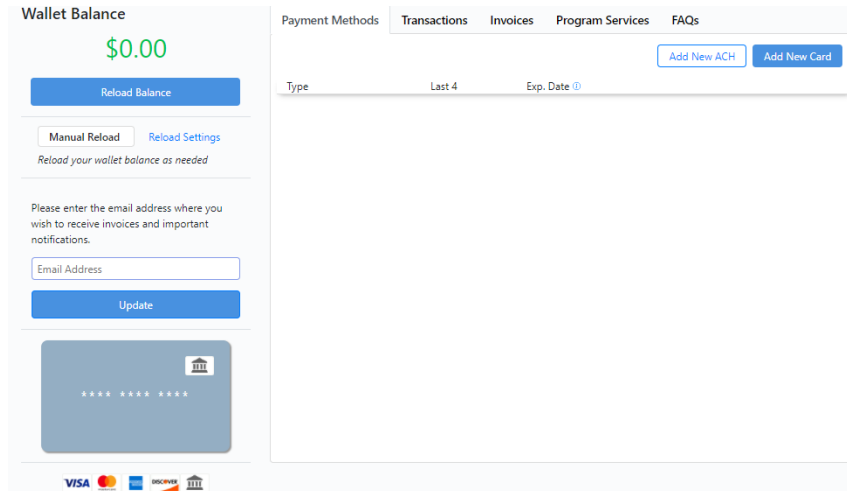 Wallet Balance
$0.00
Reload Balance
Manual Reload Reload Settings
Reload your wallet balance as needed
Please enter the email address where you
wish to receive invoices and important
notifications.
Email Address
Update
**** **** ****
VISA DISCOVER
Payment Methods Transactions Invoices Program Services FAQs
Add New ACH Add New Card
Type Last 4 Exp. Date